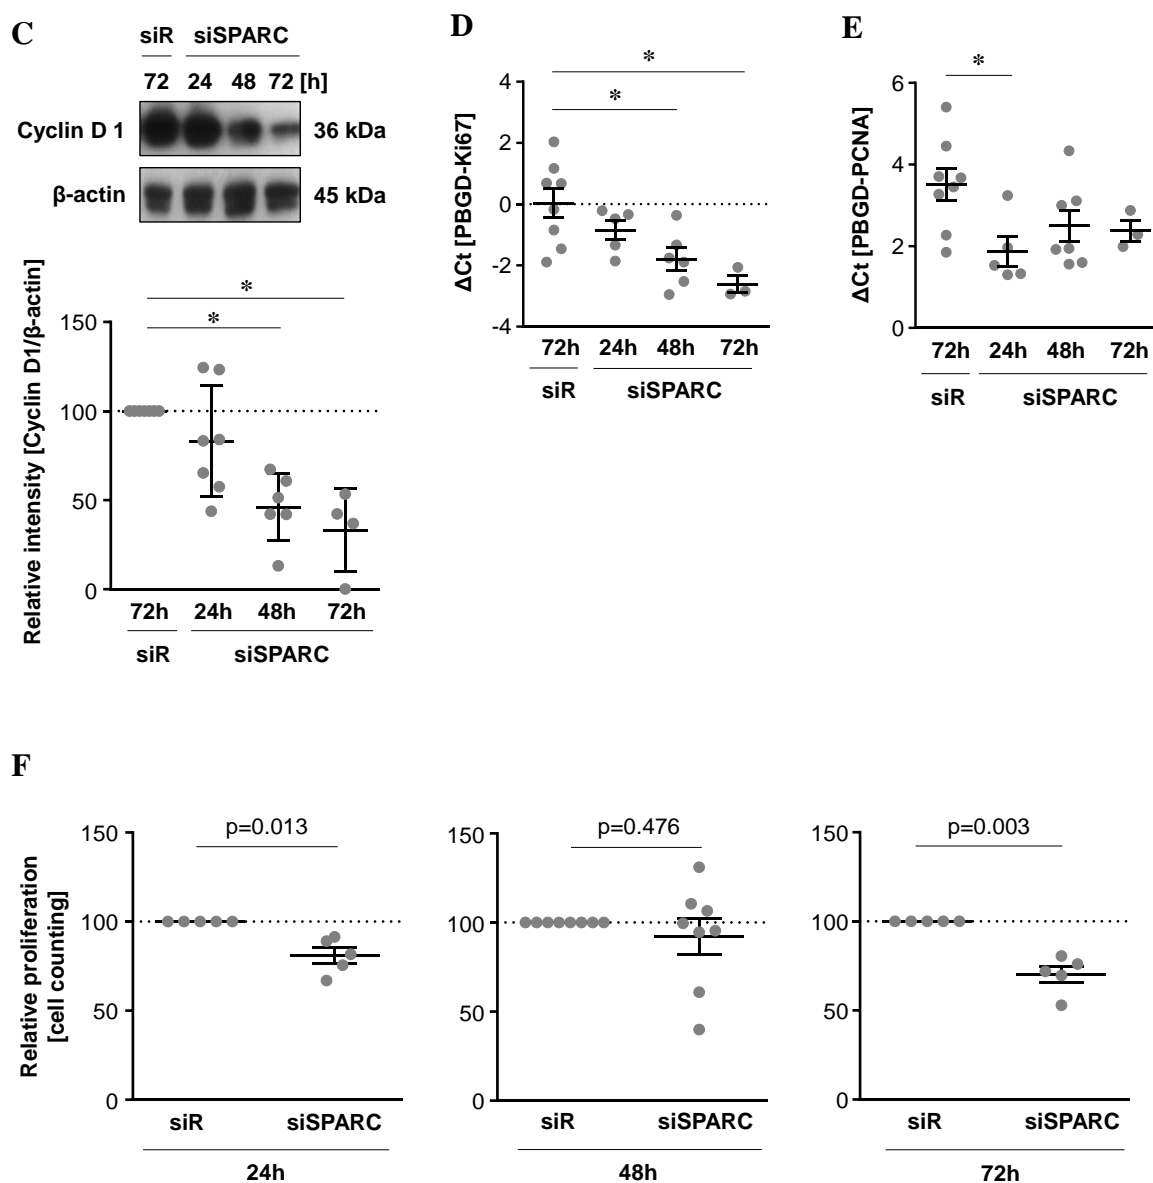 C
siR siSPARC
72 24 48 72 [h]
Cyclin D 1 36 kDa
β-actin 45 kDa
Relative intensity [Cyclin D1/β-actin]
* 
*
150
100
50
0
72h 24h 48h 72h
siR siSPARC
D
ΔCt [PBGD-Ki67]
*
*
4
2
0
-2
-4
72h 24h 48h 72h
siR siSPARC
E
ΔCt [PBGD-PCNA]
*
6
4
2
0
72h 24h 48h 72h
siR siSPARC
F
Relative proliferation
[cell counting]
p=0.013
150
100
50
0
siR siSPARC
24h
p=0.476
150
100
50
0
siR siSPARC
48h
p=0.003
150
100
50
0
siR siSPARC
72h